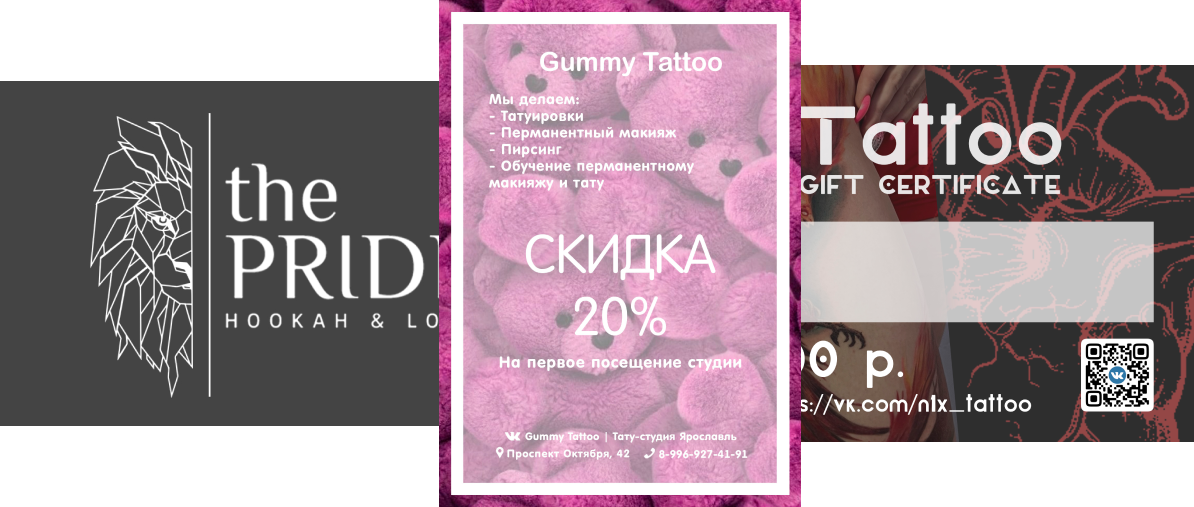 the
PRID
HOOKAH & LO
Gummy Tattoo
Мы делаем:
- Татуировки
- Перманентный макияж
- Пирсинг
- Обучение перманентному
макияжу и тату
СКИДКА
20%
На первое посещение студии
Gummy Tattoo | Тату-студия Ярославль
Проспект Октября, 42 8-996-927-41-91
Tattoo
GIFT CERTIFICATE
00 р.
s://vk.com/n1x_tattoo